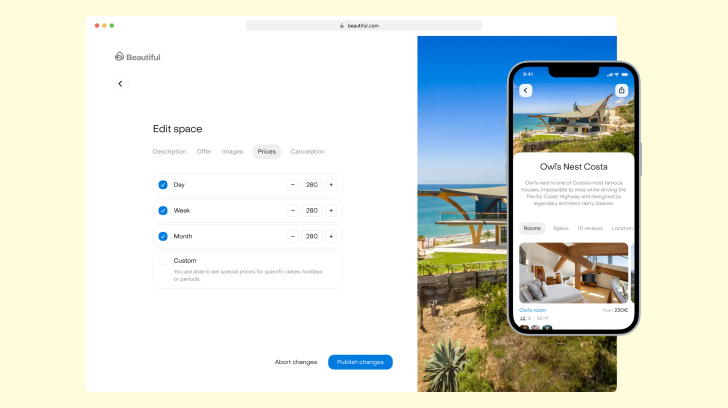 beautiful.com
Beautiful
Edit space
Description Offer Images Prices Cancelation
Day − 280 +
Week − 280 +
Month − 280 +
Custom
You are able to set special prices for specific dates, holidays
or periods.
Abort changes Publish changes
9:41
Owl's Nest Costa
Owl's nest is one of Costa's most famous
houses, impossible to miss while driving the
Pacific Coast Highway and designed by
legendary architect Harry Gesner.
Rooms Specs 10 reviews Location
Owl's room from 230€